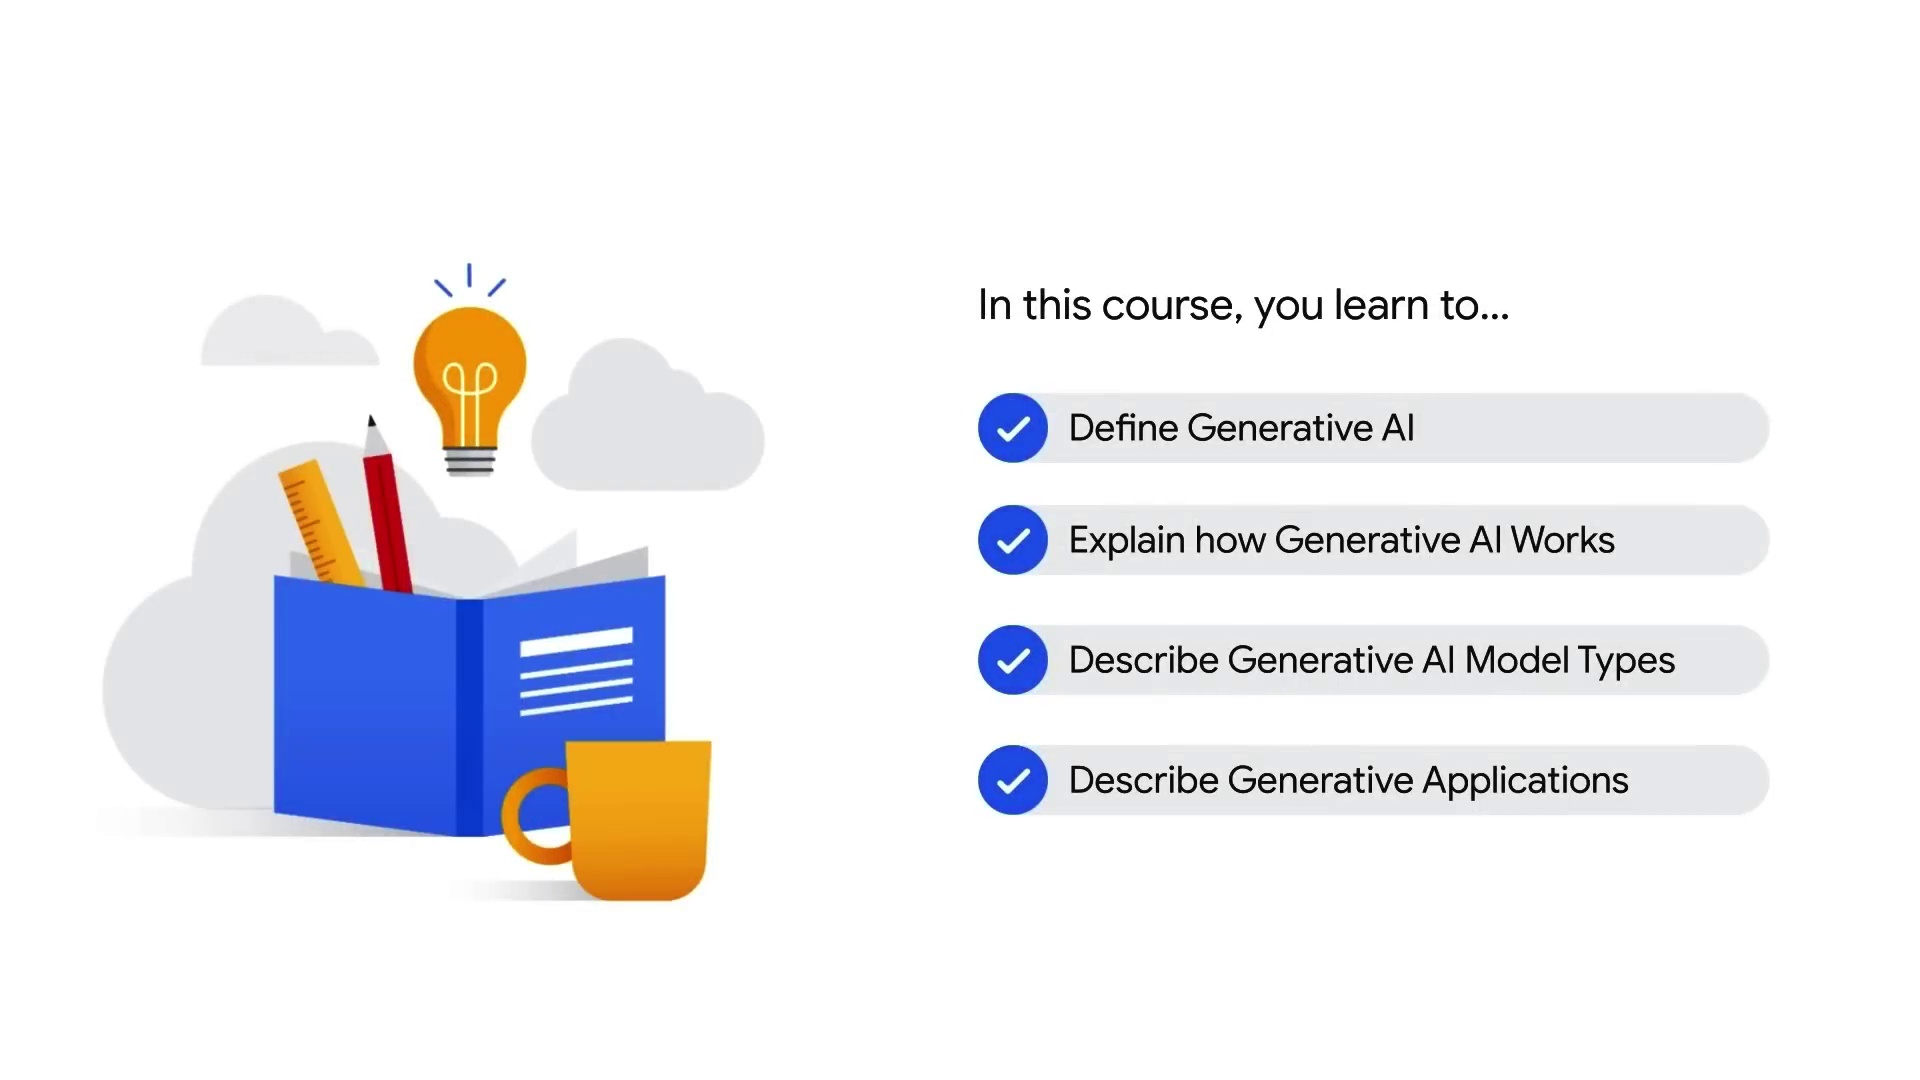 In this course, you learn to...
Define Generative AI
Explain how Generative AI Works
Describe Generative AI Model Types
Describe Generative Applications